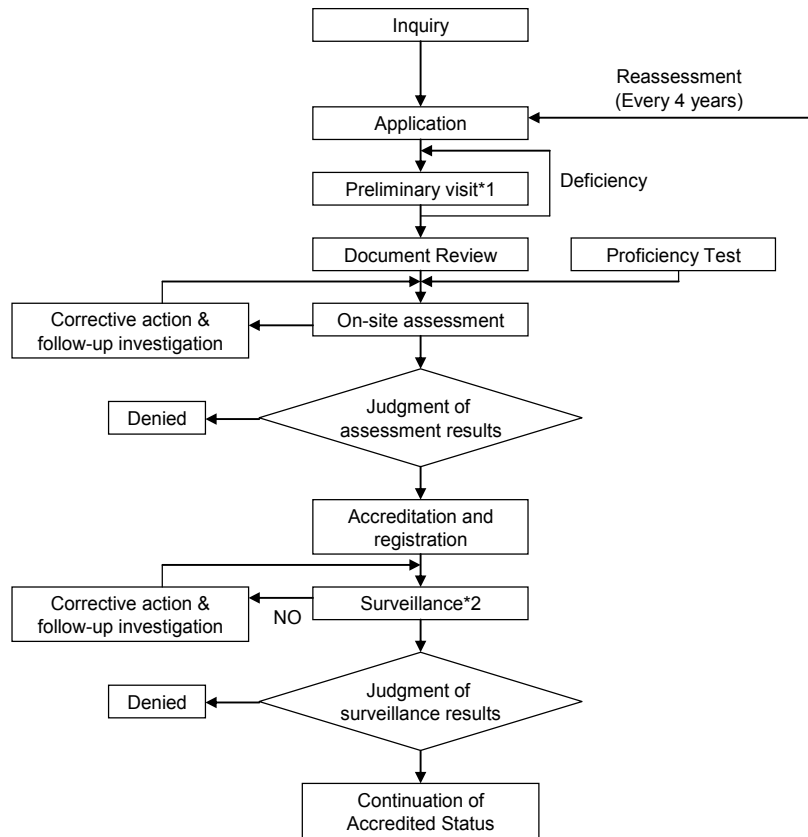 Inquiry
Reassessment
(Every 4 years)
Application
Preliminary visit*1
Deficiency
Document Review
Proficiency Test
Corrective action &
follow-up investigation
On-site assessment
Denied
Judgment of
assessment results
Accreditation and
registration
Corrective action &
follow-up investigation
NO
Surveillance*2
Denied
Judgment of
surveillance results
Continuation of
Accredited Status